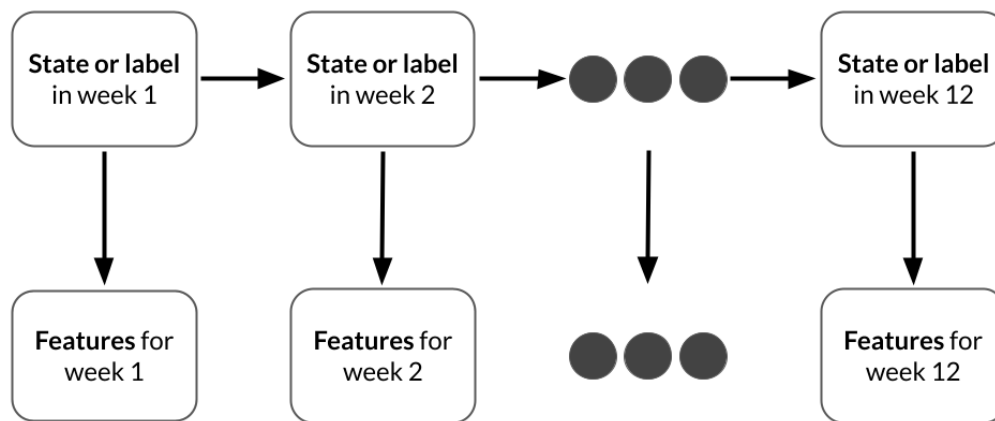 State or label
in week 1
State or label
in week 2
State or label
in week 12
Features for
week 1
Features for
week 2
Features for
week 12